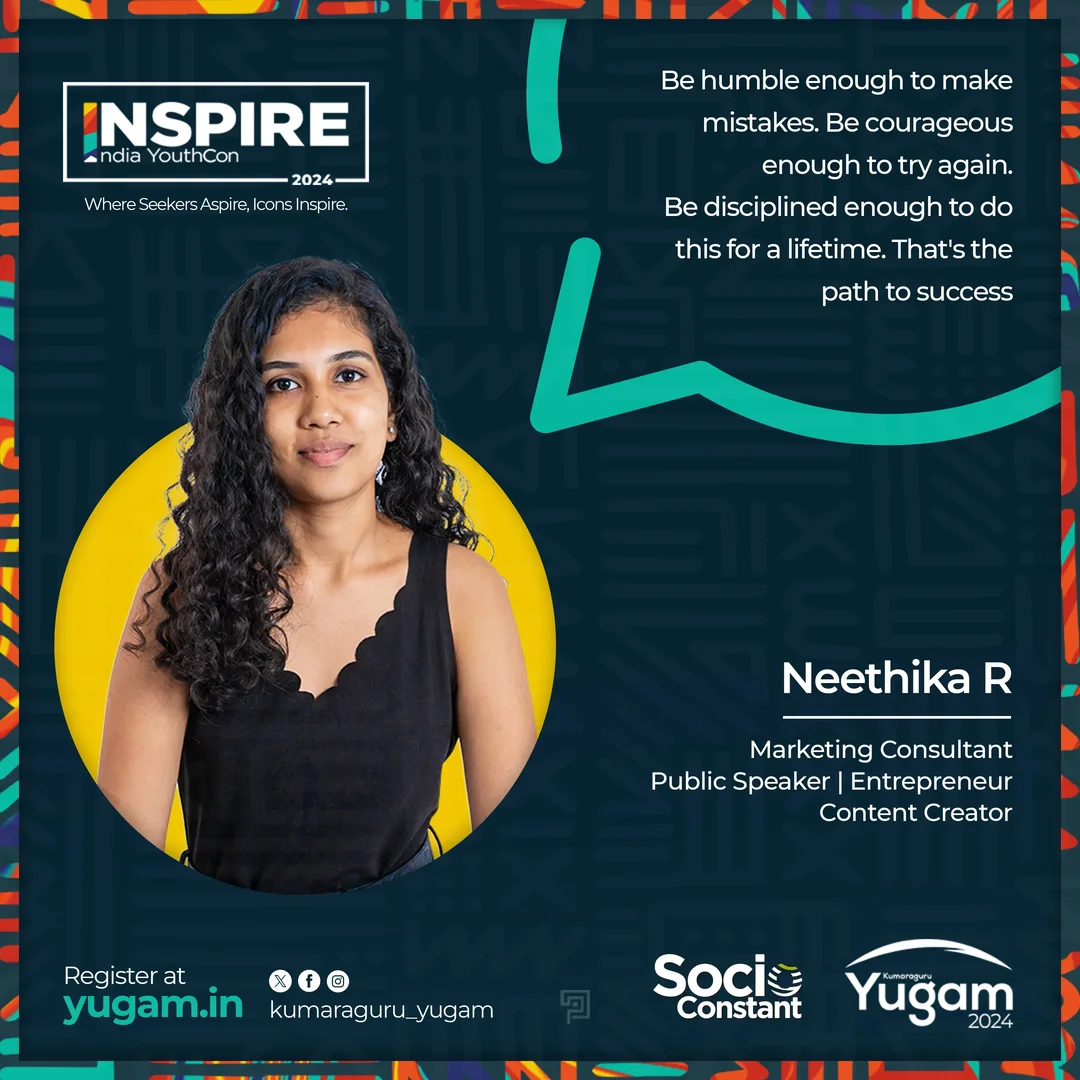 INSPIRE
India YouthCon
2024
Where Seekers Aspire, Icons Inspire.
Be humble enough to make
mistakes. Be courageous
enough to try again.
Be disciplined enough to do
this for a lifetime. That's the
path to success
Neethika R
Marketing Consultant
Public Speaker | Entrepreneur
Content Creator
Register at
yugam.in
kumaraguru_yugam
Socio
Constant
Kumaraguru
Yugam
2024